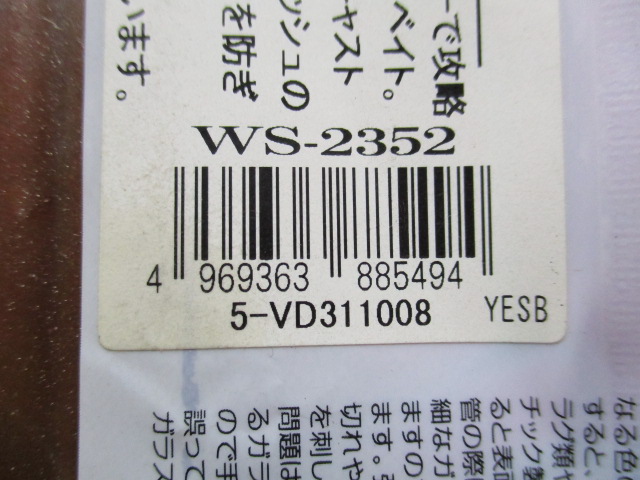 ーで攻略
ベイト。
キャスト
ッシュの
を防ぎ
います。
WS-2352
4 969363 885494
5-VD311008 YESB
なる色
すると、
ラグ類や
チック製
ると表面
管の際
細なガ
ますの
ます。
切れや
を刺し
問題は
るガラ
ので手
誤って
ガラス